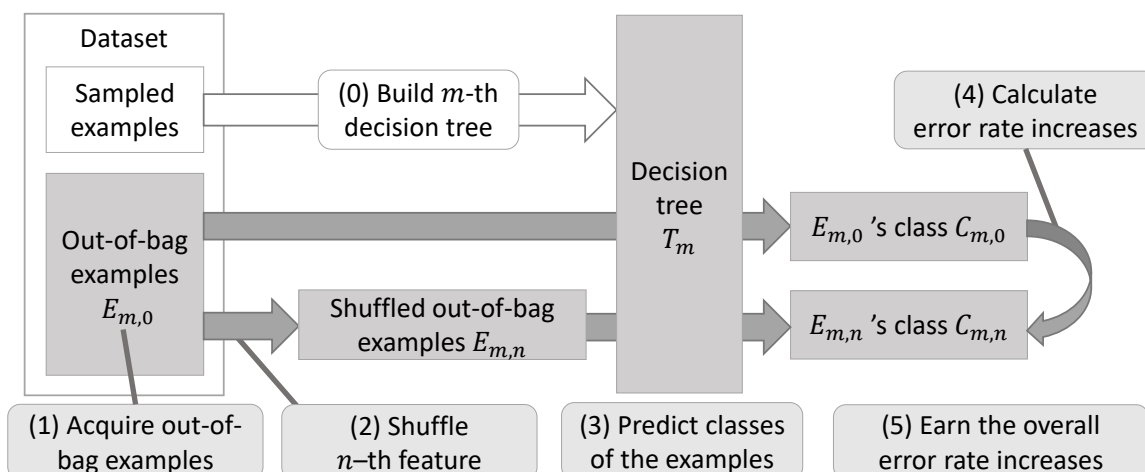 Dataset
Sampled
examples
(0) Build m-th
decision tree
(4) Calculate
error rate increases
Decision
tree
T_m
Out-of-bag
examples
E_{m,0}
E_{m,0} ’s class C_{m,0}
Shuffled out-of-bag
examples E_{m,n}
E_{m,n} ’s class C_{m,n}
(1) Acquire out-of-
bag examples
(2) Shuffle
n–th feature
(3) Predict classes
of the examples
(5) Earn the overall
error rate increases